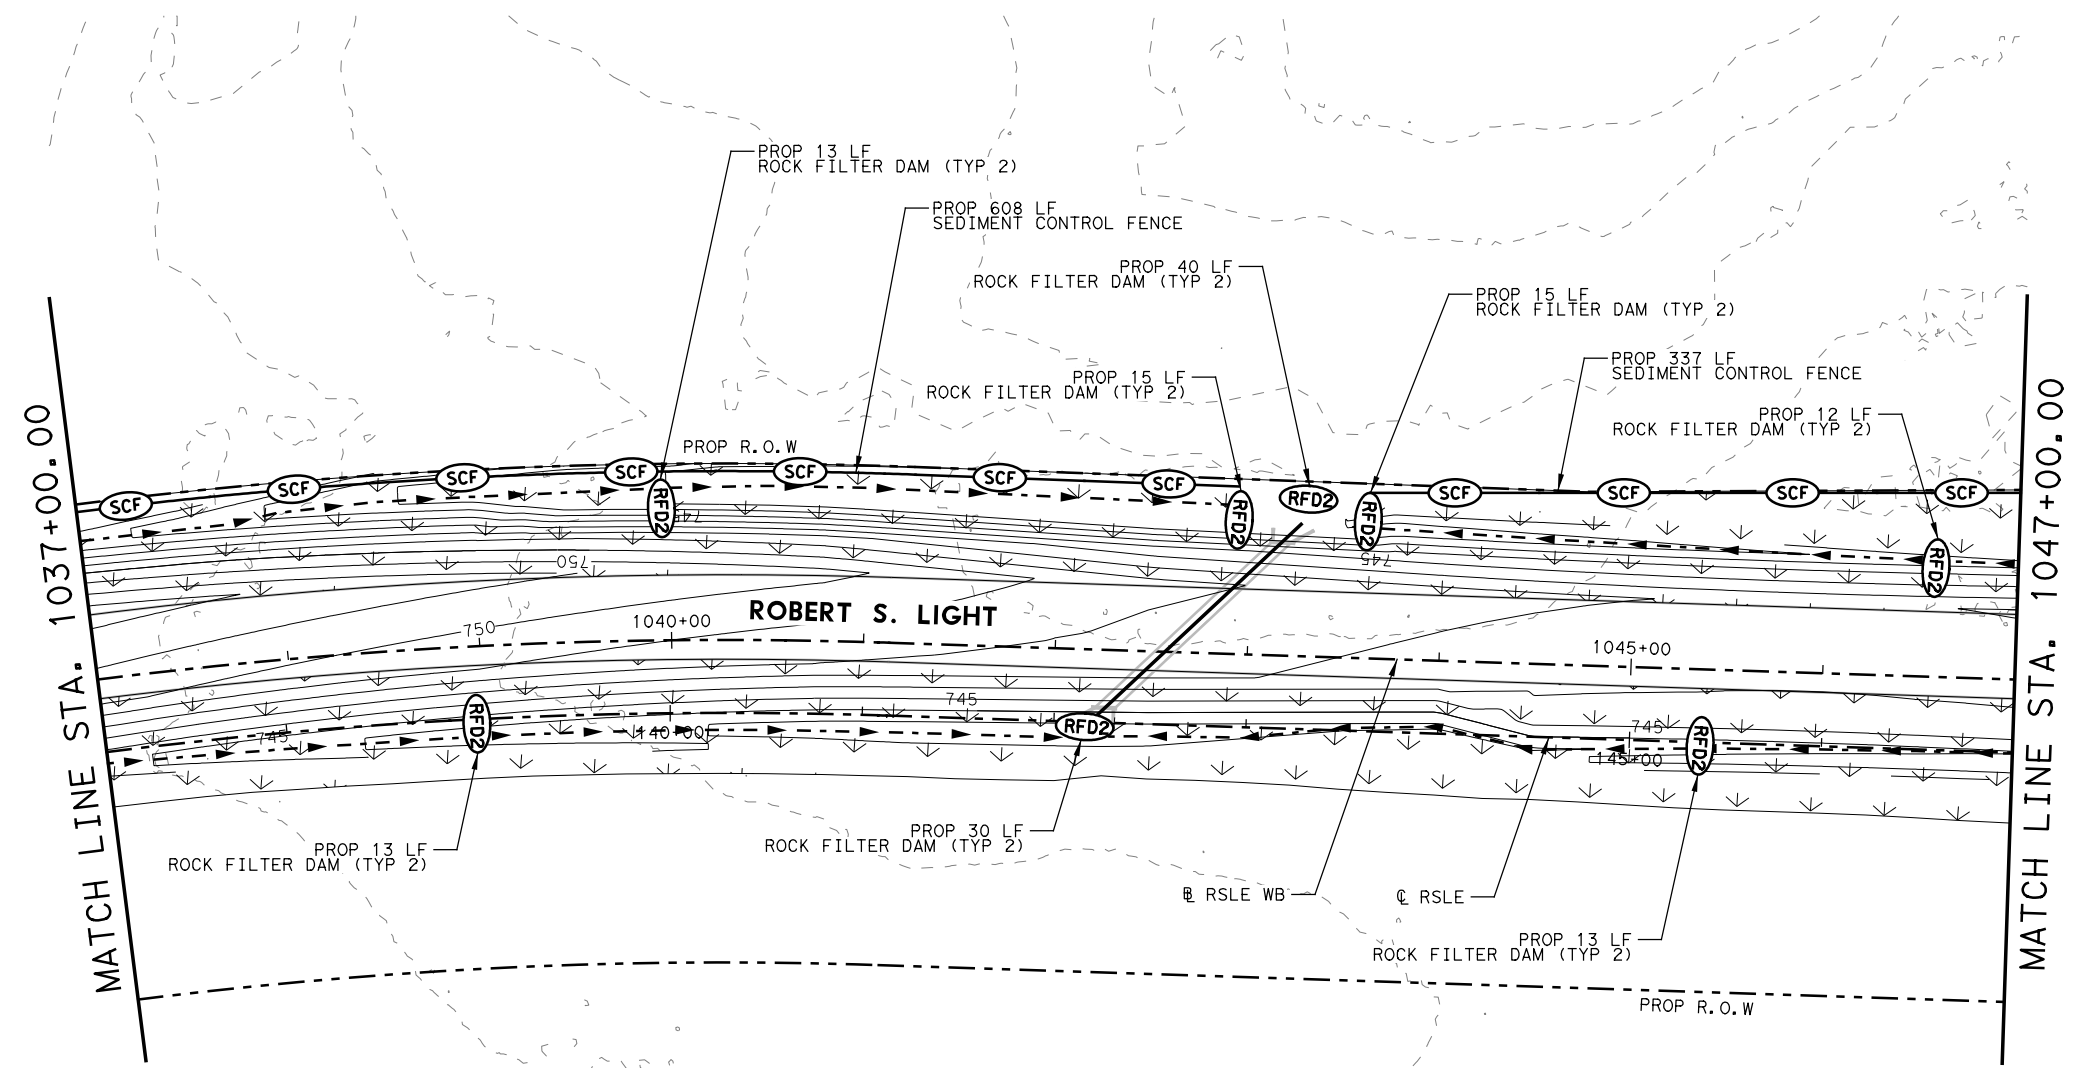 PROP 13 LF
ROCK FILTER DAM (TYP 2)
PROP 608 LF
SEDIMENT CONTROL FENCE
PROP 40 LF
ROCK FILTER DAM (TYP 2)
PROP 15 LF
ROCK FILTER DAM (TYP 2)
PROP 337 LF
SEDIMENT CONTROL FENCE
PROP 15 LF
ROCK FILTER DAM (TYP 2)
PROP 12 LF
ROCK FILTER DAM (TYP 2)
MATCH LINE STA. 1037+00.00
MATCH LINE STA. 1047+00.00
PROP R.O.W
SCF
SCF
SCF
SCF
SCF
SCF
SCF
SCF
SCF
SCF
SCF
RFD2
RFD2
RFD2
RFD2
RFD2
745
745
750
ROBERT S. LIGHT
750
1040+00
1045+00
745
745
745
RFD2
RFD2
RFD2
140+00
145+00
PROP 13 LF
ROCK FILTER DAM (TYP 2)
PROP 30 LF
ROCK FILTER DAM (TYP 2)
℄ RSLE WB
℄ RSLE
PROP 13 LF
ROCK FILTER DAM (TYP 2)
PROP R.O.W